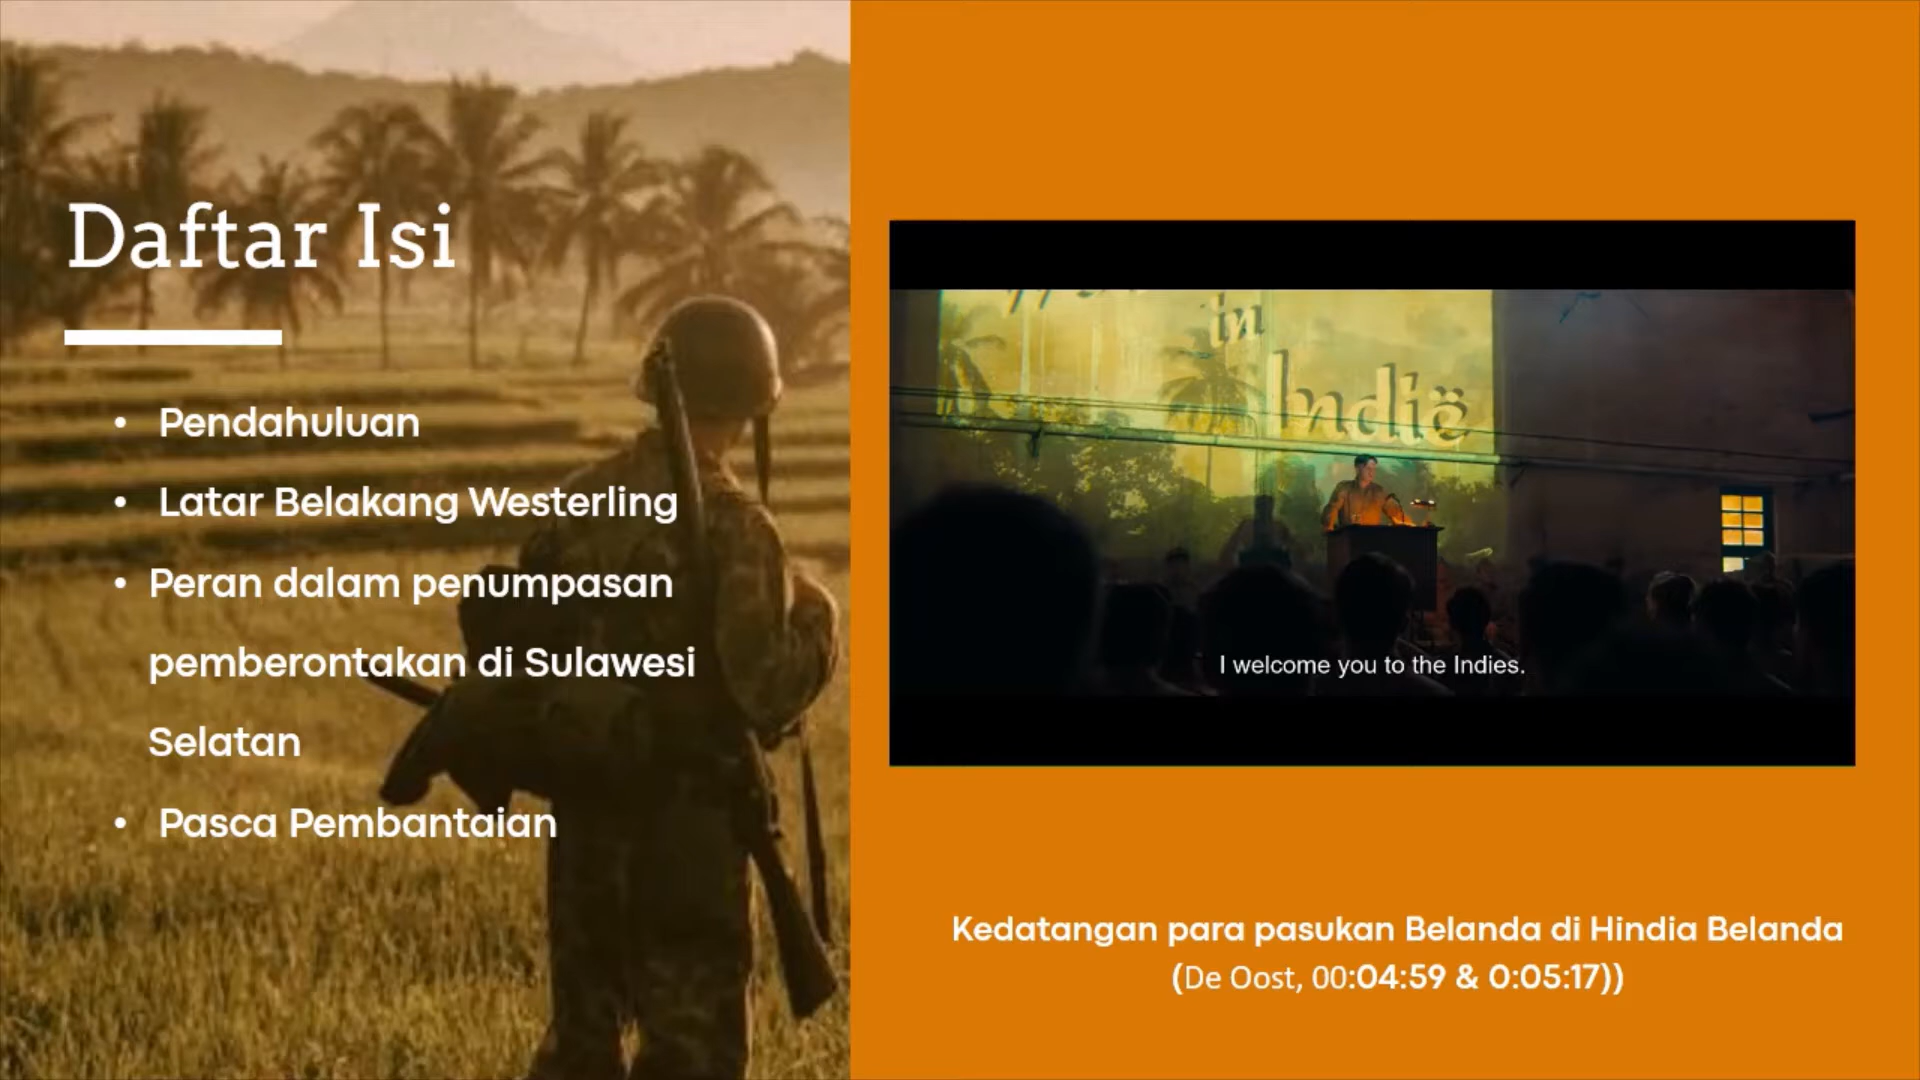 Daftar Isi
• Pendahuluan
• Latar Belakang Westerling
• Peran dalam penumpasan
pemberontakan di Sulawesi
Selatan
• Pasca Pembantaian
in
Indië
I welcome you to the Indies.
Kedatangan para pasukan Belanda di Hindia Belanda
(De Oost, 00:04:59 & 0:05:17))